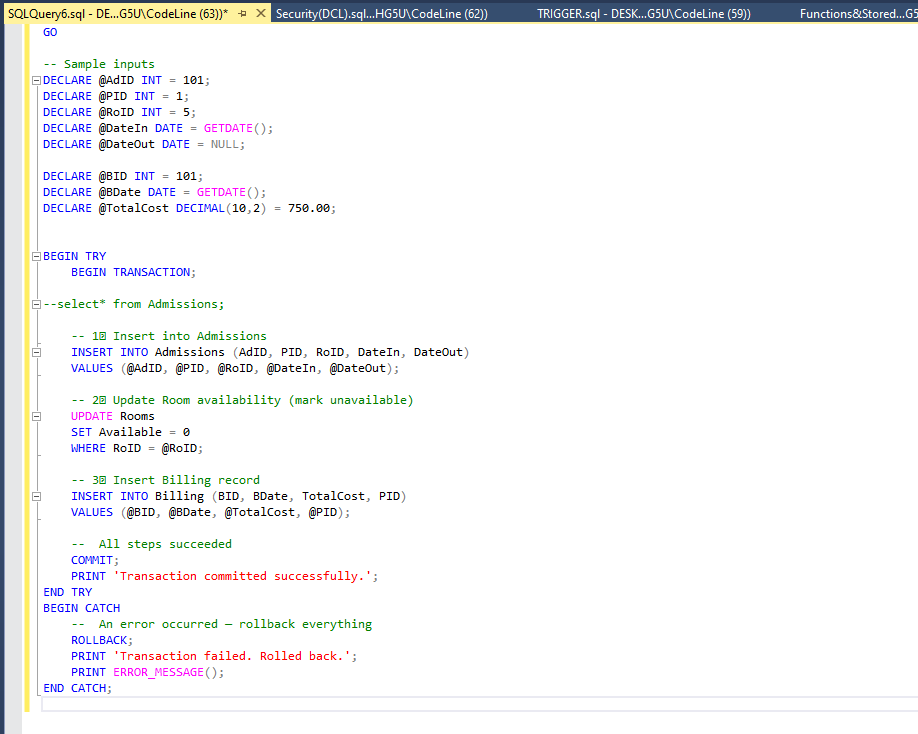 SQLQuery6.sql - DE...G5U\CodeLine (63))* Security(DCL).sql...HG5U\CodeLine (62)) TRIGGER.sql - DESK...G5U\CodeLine (59)) Functions&Stored...G5
GO
-- Sample inputs
DECLARE @AdID INT = 101;
DECLARE @PID INT = 1;
DECLARE @RoID INT = 5;
DECLARE @DateIn DATE = GETDATE();
DECLARE @DateOut DATE = NULL;
DECLARE @BID INT = 101;
DECLARE @BDate DATE = GETDATE();
DECLARE @TotalCost DECIMAL(10,2) = 750.00;
BEGIN TRY
BEGIN TRANSACTION;
--select* from Admissions;
-- 1 Insert into Admissions
INSERT INTO Admissions (AdID, PID, RoID, DateIn, DateOut)
VALUES (@AdID, @PID, @RoID, @DateIn, @DateOut);
-- 2 Update Room availability (mark unavailable)
UPDATE Rooms
SET Available = 0
WHERE RoID = @RoID;
-- 3 Insert Billing record
INSERT INTO Billing (BID, BDate, TotalCost, PID)
VALUES (@BID, @BDate, @TotalCost, @PID);
-- All steps succeeded
COMMIT;
PRINT 'Transaction committed successfully.';
END TRY
BEGIN CATCH
-- An error occurred — rollback everything
ROLLBACK;
PRINT 'Transaction failed. Rolled back.';
PRINT ERROR_MESSAGE();
END CATCH;